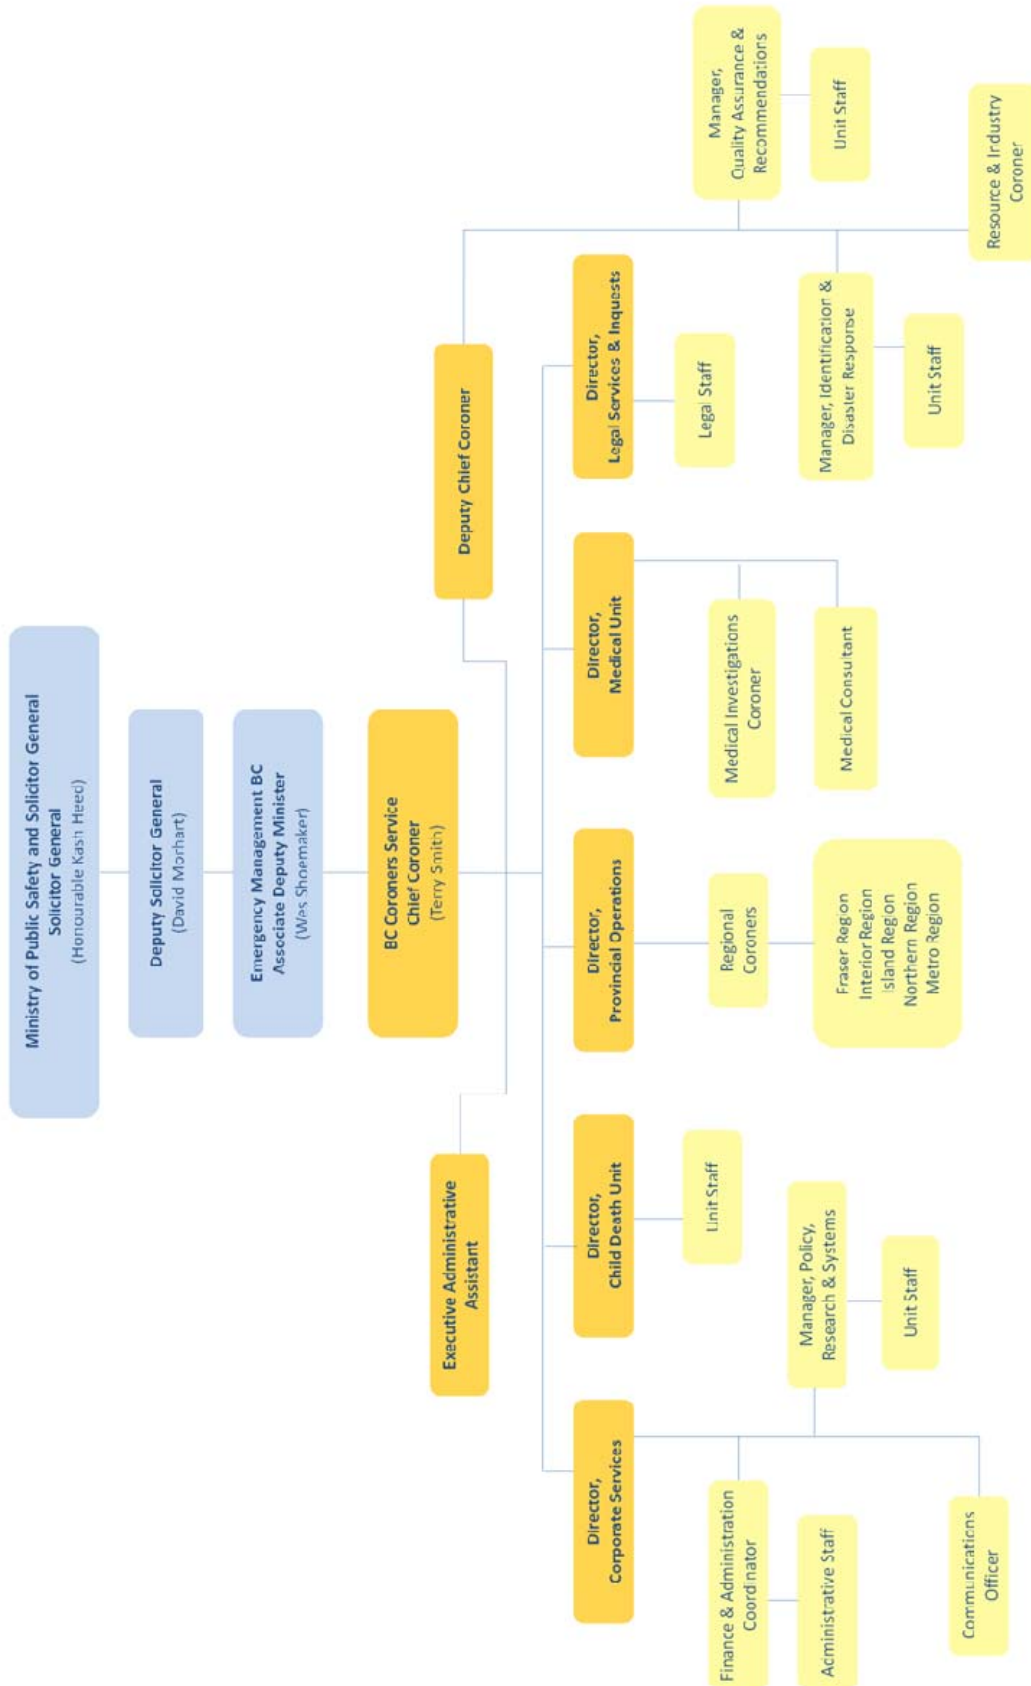 Ministry of Public Safety and Solicitor General
Solicitor General
(Honourable Kash Heed)
Deputy Solicitor General
(David Morhart)
Emergency Management BC
Associate Deputy Minister
(Wes Shoemaker)
BC Coroners Service
Chief Coroner
(Terry Smith)
Executive Administrative
Assistant
Deputy Chief Coroner
Director,
Corporate Services
Director,
Child Death Unit
Director,
Provincial Operations
Director,
Medical Unit
Director,
Legal Services & Inquests
Finance & Administration
Coordinator
Administrative Staff
Communications
Officer
Manager, Policy,
Research & Systems
Unit Staff
Unit Staff
Regional
Coroners
Fraser Region
Interior Region
Island Region
Northern Region
Metro Region
Medical Investigations
Coroner
Medical Consultant
Legal Staff
Manager,
Quality Assurance &
Recommendations
Unit Staff
Manager, Identification &
Disaster Response
Unit Staff
Resource & Industry
Coroner